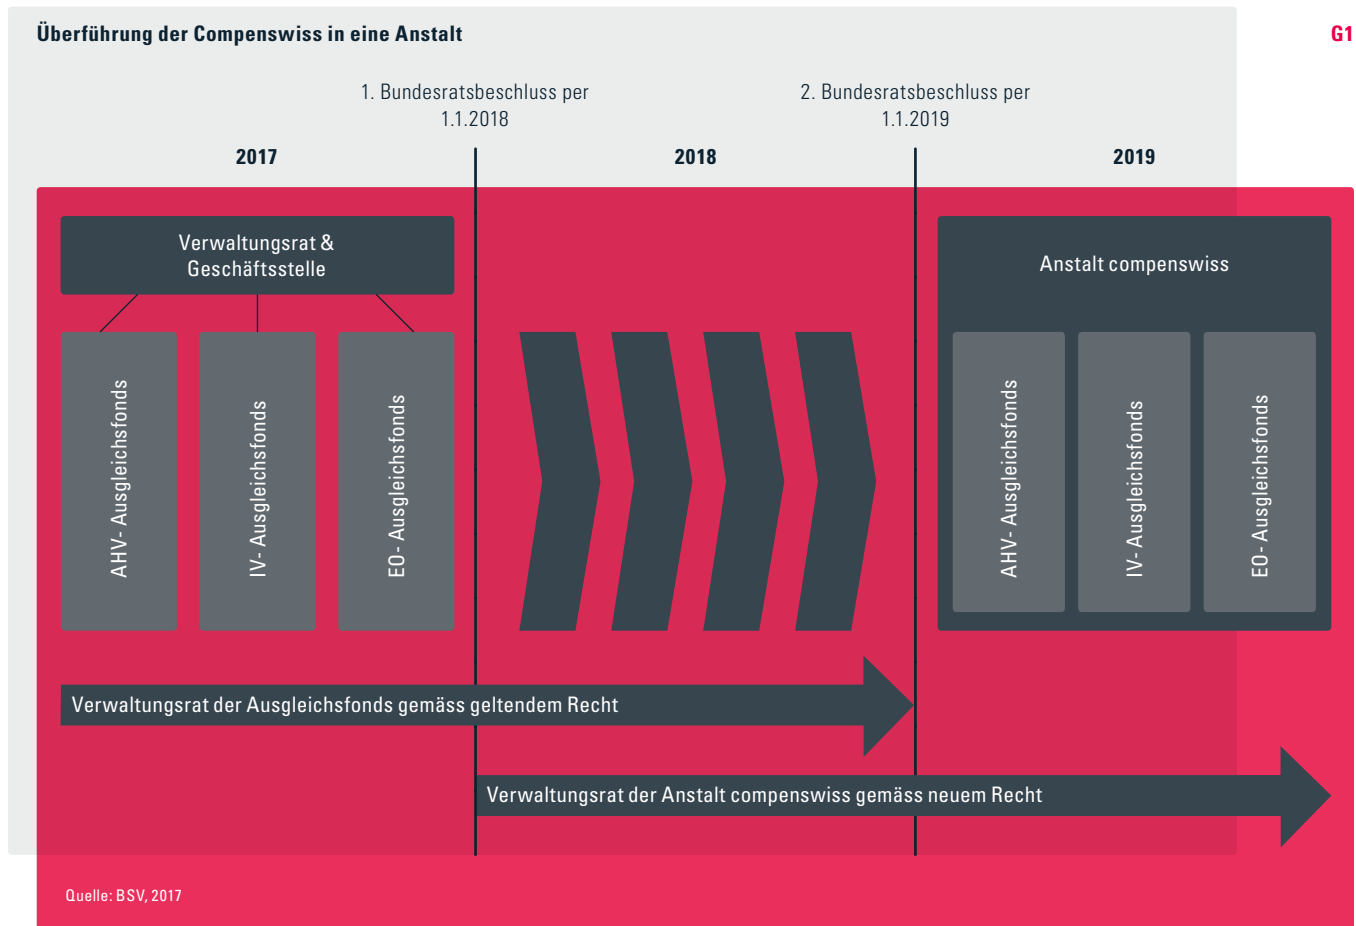 Überführung der Compenswiss in eine Anstalt
G1
1. Bundesratsbeschluss per
1.1.2018
2. Bundesratsbeschluss per
1.1.2019
2017
2018
2019
Verwaltungsrat &
Geschäftsstelle
Anstalt compenswiss
AHV- Ausgleichsfonds
IV- Ausgleichsfonds
EO- Ausgleichsfonds
AHV- Ausgleichsfonds
IV- Ausgleichsfonds
EO- Ausgleichsfonds
Verwaltungsrat der Ausgleichsfonds gemäss geltendem Recht
Verwaltungsrat der Anstalt compenswiss gemäss neuem Recht
Quelle: BSV, 2017